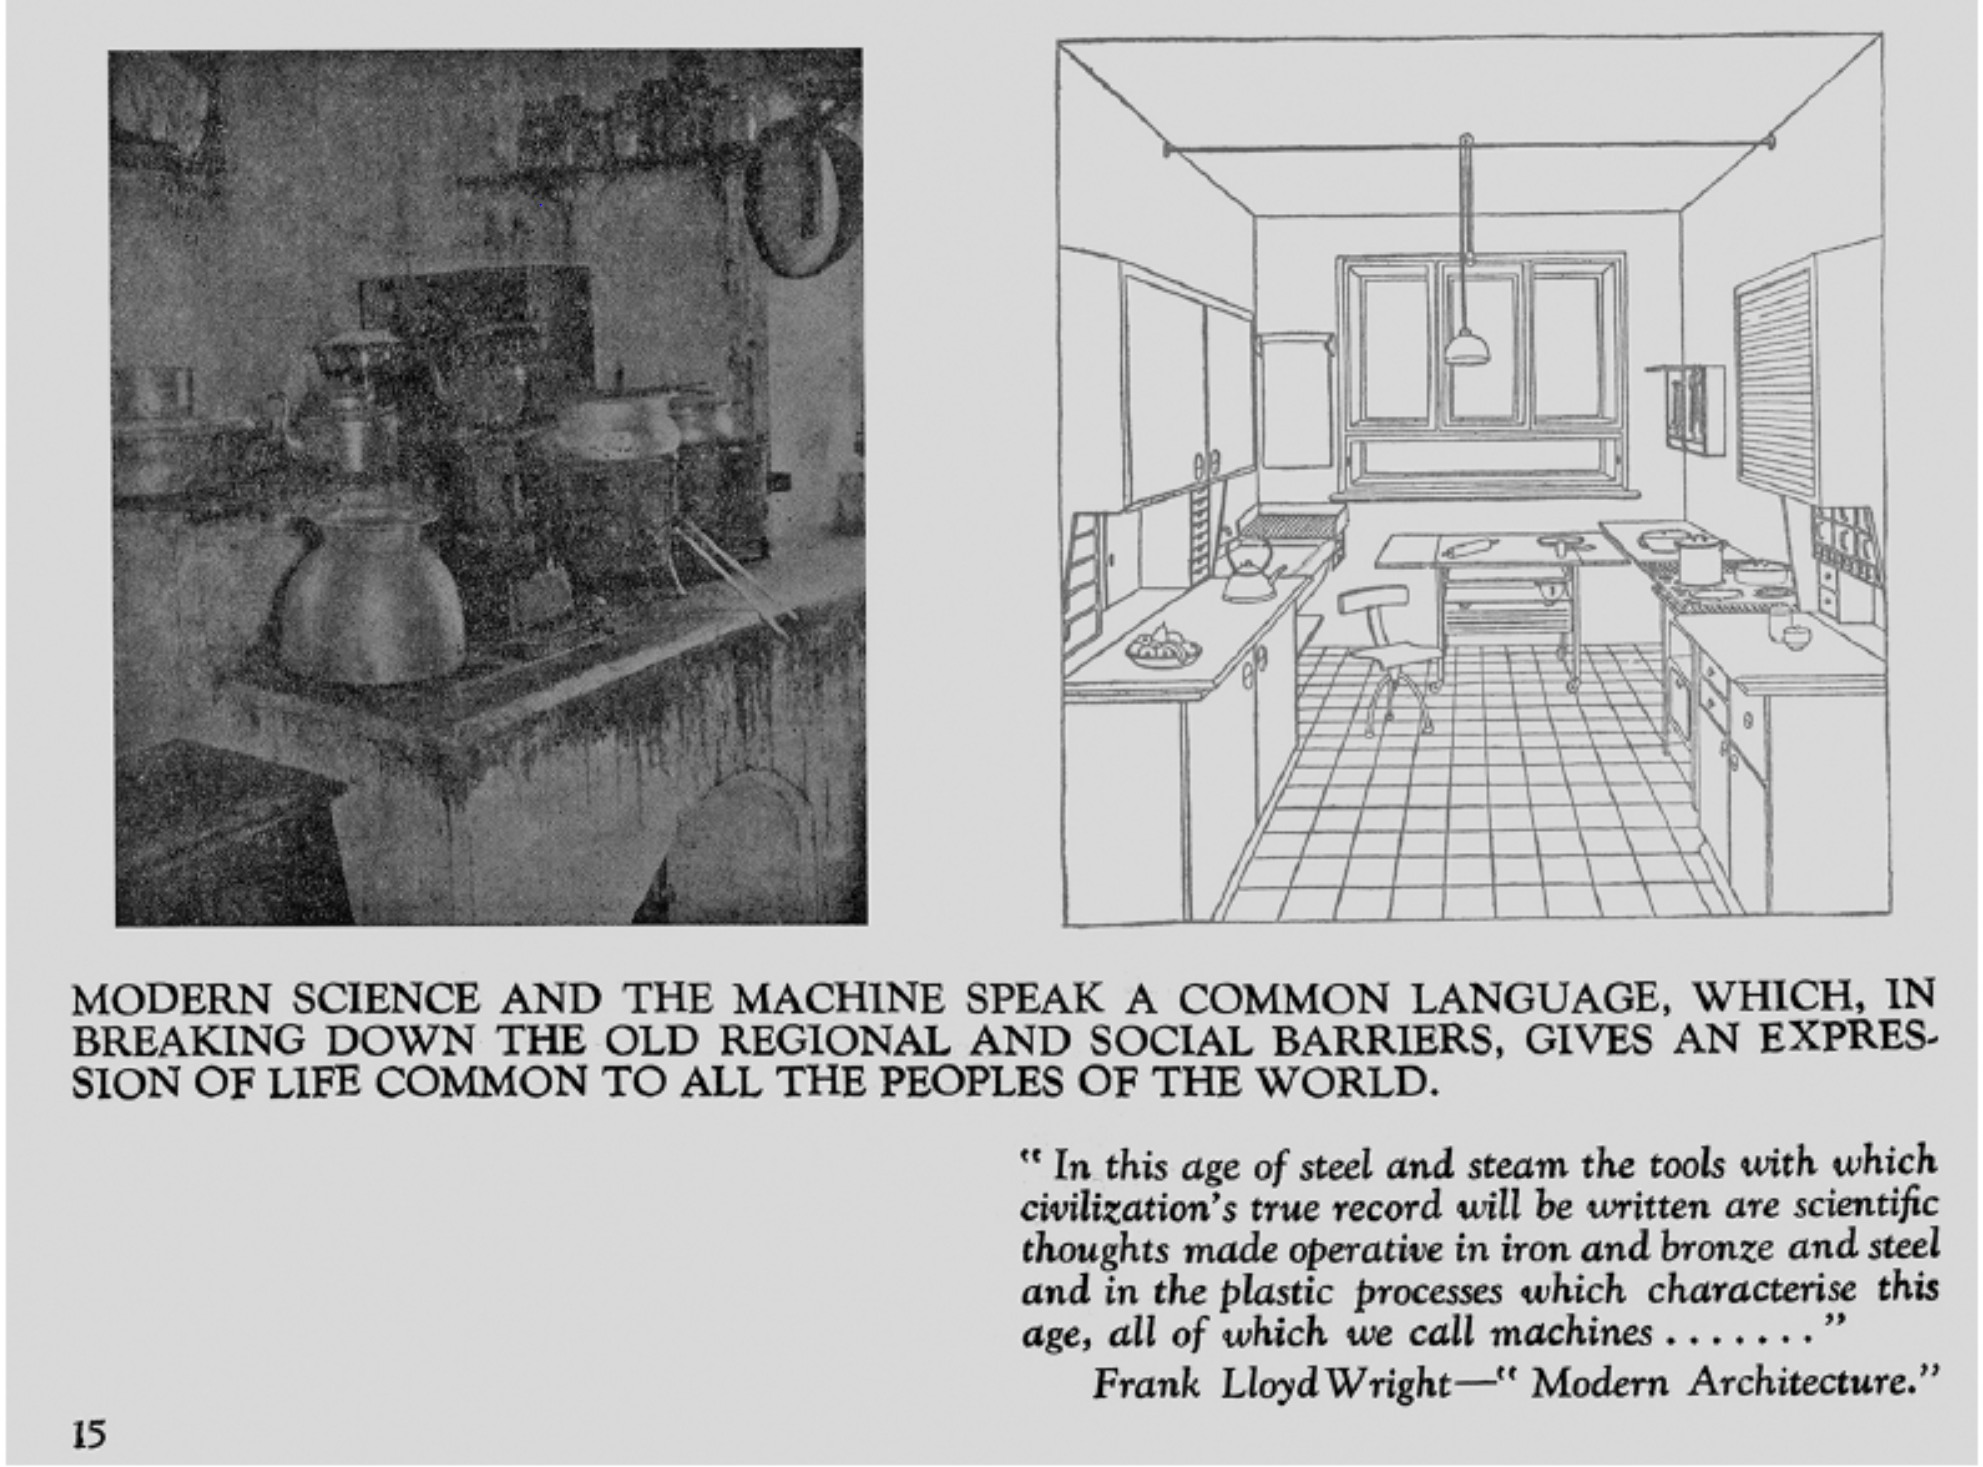 MODERN SCIENCE AND THE MACHINE SPEAK A COMMON LANGUAGE, WHICH, IN
BREAKING DOWN THE OLD REGIONAL AND SOCIAL BARRIERS, GIVES AN EXPRES-
SION OF LIFE COMMON TO ALL THE PEOPLES OF THE WORLD.
“ In this age of steel and steam the tools with which
civilization’s true record will be written are scientific
thoughts made operative in iron and bronze and steel
and in the plastic processes which characterise this
age, all of which we call machines . . . . . . . ”
Frank Lloyd Wright—“ Modern Architecture.”
15